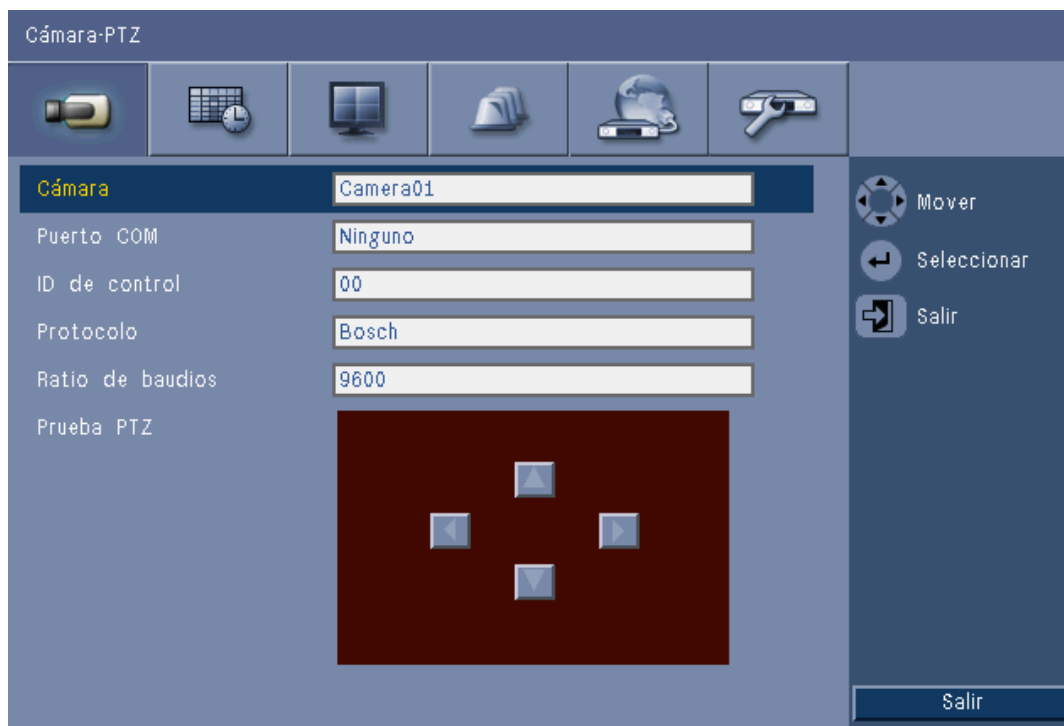 Cámara-PTZ
Cámara Camera01
Puerto COM Ninguno
ID de control 00
Protocolo Bosch
Ratio de baudios 9600
Prueba PTZ
Mover
Seleccionar
Salir
Salir